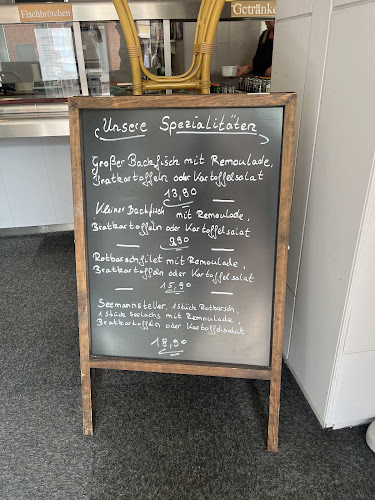 Fischbrötchen
Getränke
Unsere Spezialitäten
Großer Backfisch mit Remoulade,
Bratkartoffeln oder Kartoffelsalat
13,90
Kleiner Backfisch mit Remoulade,
Bratkartoffeln oder Kartoffelsalat
9,90
Rotbarschfilet mit Remoulade,
Bratkartoffeln oder Kartoffelsalat
15,90
Seemannsteller, 1 Stück Rotbarsch,
1 Stück Seelachs mit Remoulade,
Bratkartoffeln oder Kartoffelsalat
18,90